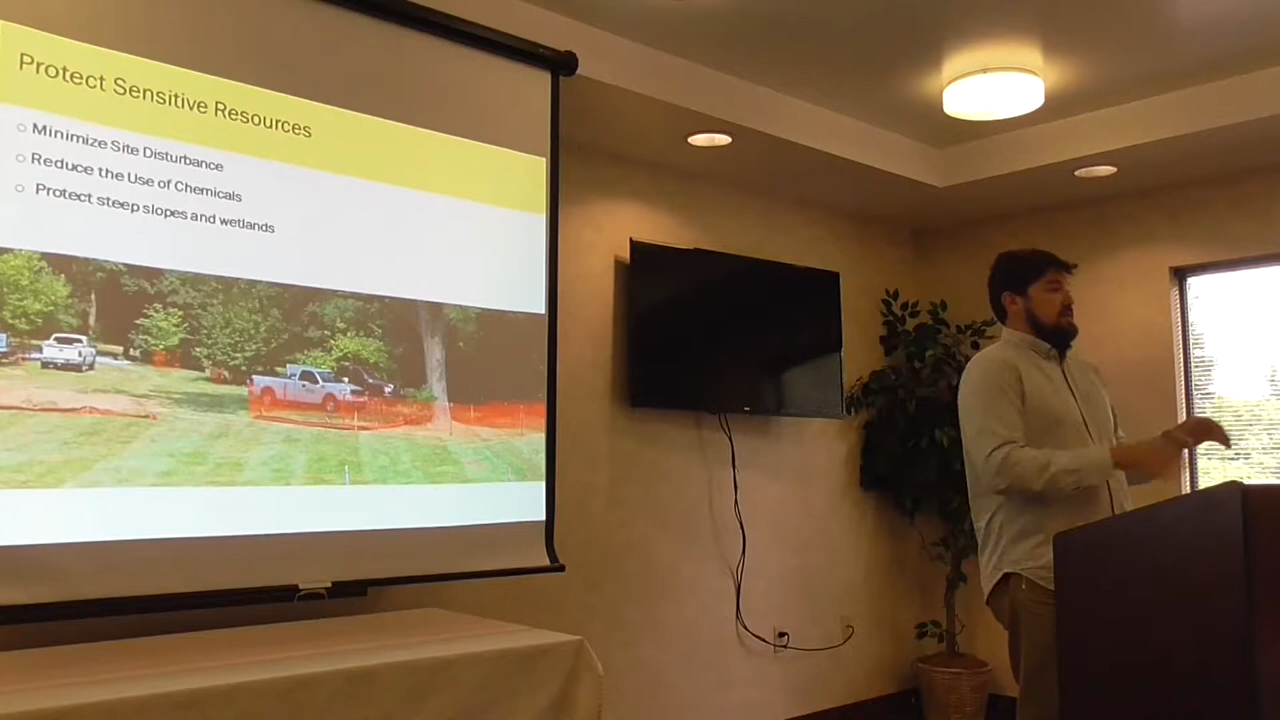 Protect Sensitive Resources
Minimize Site Disturbance
Reduce the Use of Chemicals
Protect steep slopes and wetlands